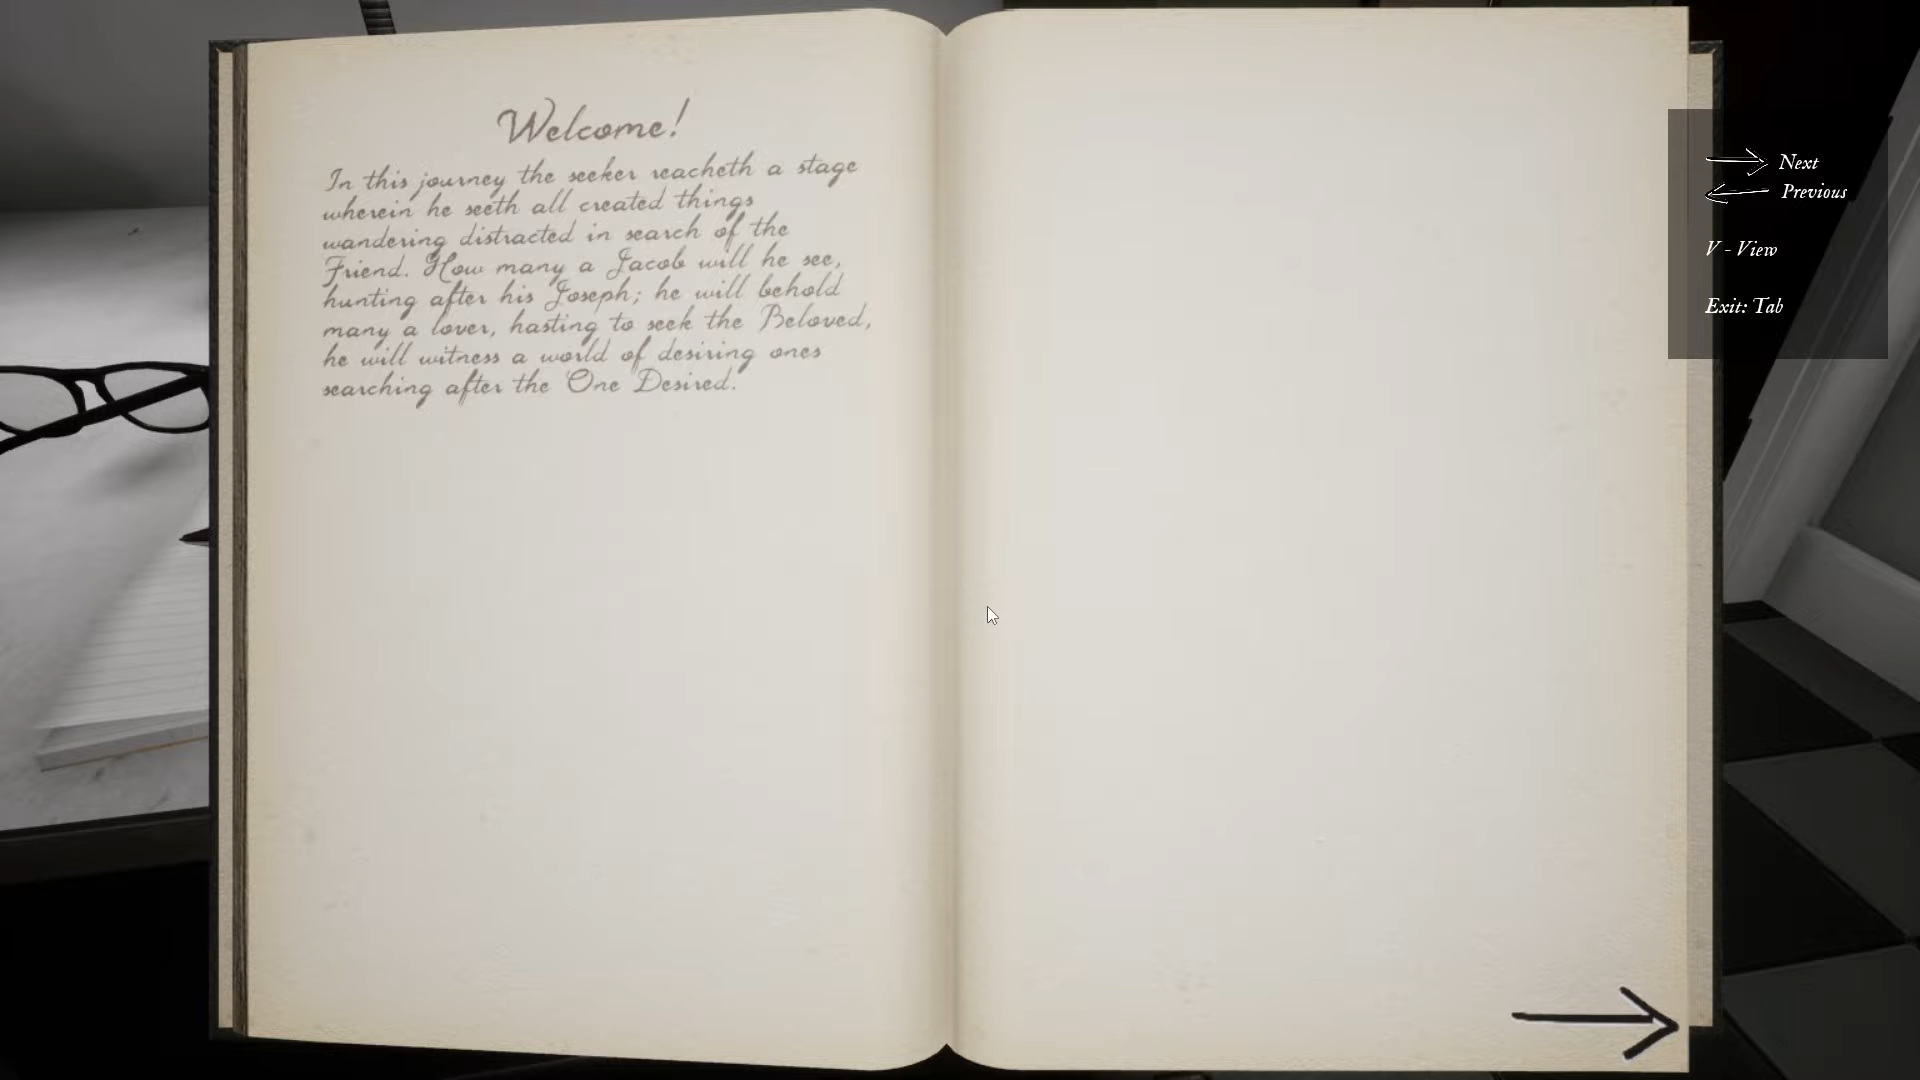 Welcome!
In this journey the seeker reacheth a stage
wherein he seeth all created things
wandering distracted in search of the
Friend. How many a Jacob will he see,
hunting after his Joseph; he will behold
many a lover, hasting to seek the Beloved,
he will witness a world of desiring ones
searching after the One Desired.
Next
Previous
V - View
Exit: Tab